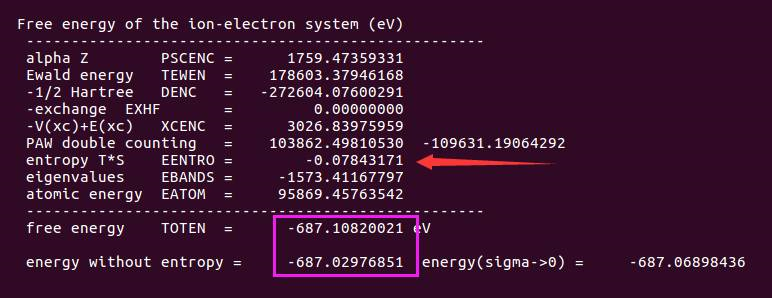 Free energy of the ion-electron system (eV)
---------------------------------------------------
alpha Z        PSCENC =      1759.47359331
Ewald energy   TEWEN  =    178603.37946168
-1/2 Hartree   DENC   =   -272604.07600291
-exchange  EXHF       =         0.00000000
-V(xc)+E(xc)   XCENC  =      3026.83975959
PAW double counting   =    103862.49810530  -109631.19064292
entropy T*S    EENTRO =        -0.07843171
eigenvalues    EBANDS =     -1573.41167797
atomic energy  EATOM  =     95869.45763542
---------------------------------------------------
free energy    TOTEN  =      -687.10820021 eV
energy without entropy =     -687.02976851  energy(sigma->0) =     -687.06898436